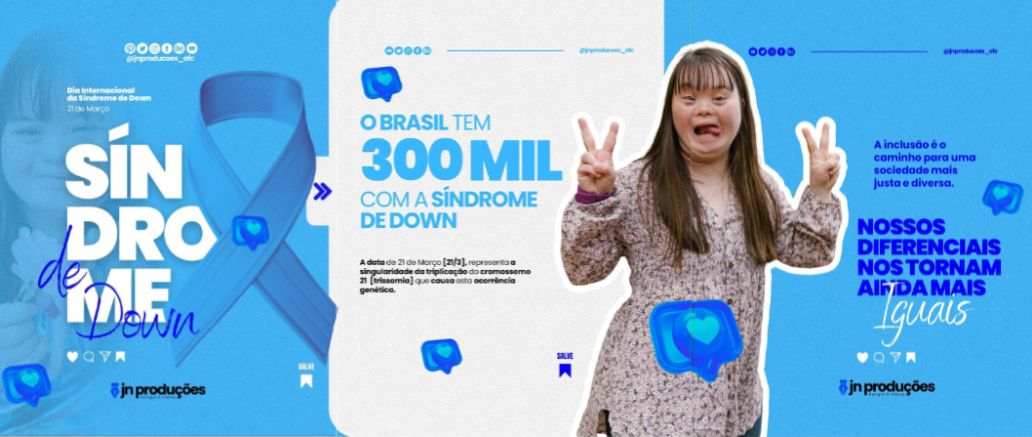 @jnproducoes_ofc
Dia Internacional
da Síndrome de Down
21 de Março
SÍN
DRO
ME
de
Down
SALVE
jn produções
O BRASIL TEM
300 MIL
COM A SÍNDROME
DE DOWN
@jnproducoes_ofc
A data de 21 de Março [21/3], representa a
singularidade da triplicação do cromossomo
21 [trissomia] que causa esta ocorrência
genética.
SALVE
@jnproducoes_ofc
A inclusão é o
caminho para uma
sociedade mais
justa e diversa.
NOSSOS
DIFERENCIAIS
NOS TORNAM
AINDA MAIS
Iguais
jn produções